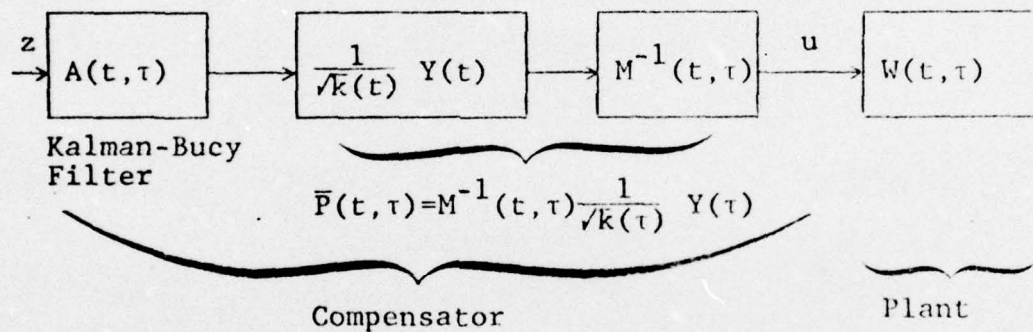 z
A(t,τ)
1/√k(t) Y(t)
M⁻¹(t,τ)
u
W(t,τ)
Kalman-Bucy
Filter
P̅(t,τ)=M⁻¹(t,τ) 1/√k(τ) Y(τ)
Compensator
Plant